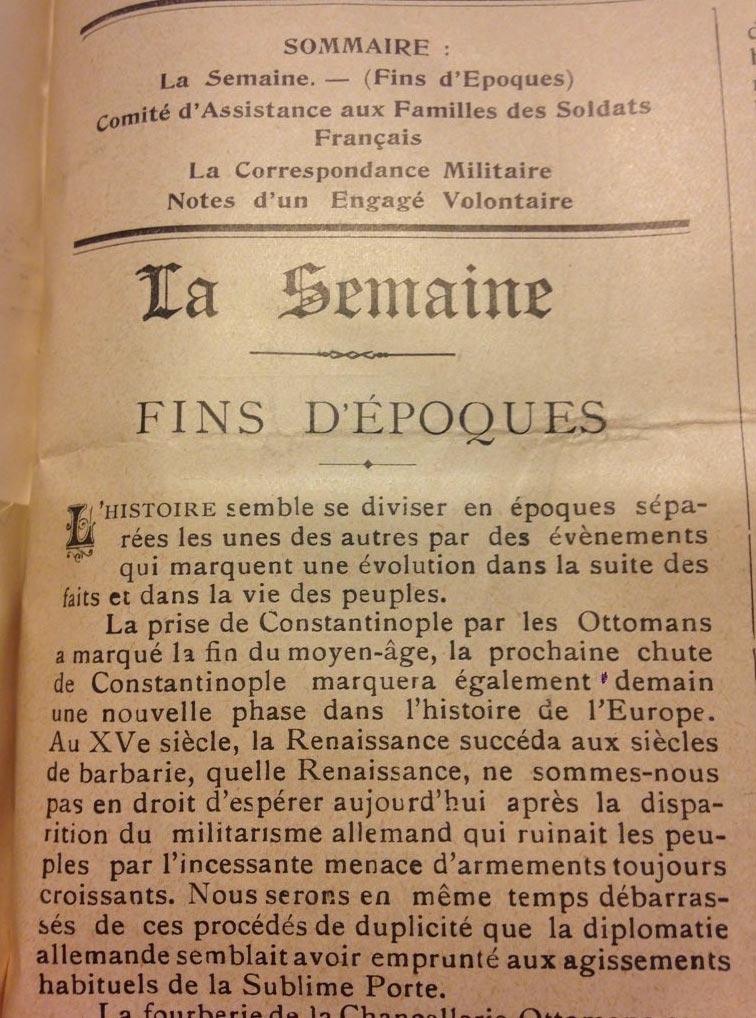 SOMMAIRE :
La Semaine. — (Fins d'Epoques)
Comité d'Assistance aux Familles des Soldats
Français
La Correspondance Militaire
Notes d'un Engagé Volontaire
La Semaine
FINS D'ÉPOQUES
L'HISTOIRE semble se diviser en époques sépa-
rées les unes des autres par des évènements
qui marquent une évolution dans la suite des
faits et dans la vie des peuples.
La prise de Constantinople par les Ottomans
a marqué la fin du moyen-âge, la prochaine chute
de Constantinople marquera également demain
une nouvelle phase dans l'histoire de l'Europe.
Au XVe siècle, la Renaissance succéda aux siècles
de barbarie, quelle Renaissance, ne sommes-nous
pas en droit d'espérer aujourd'hui après la dispa-
rition du militarisme allemand qui ruinait les peu-
ples par l'incessante menace d'armements toujours
croissants. Nous serons en même temps débarras-
sés de ces procédés de duplicité que la diplomatie
allemande semblait avoir emprunté aux agissements
habituels de la Sublime Porte.
La fourberie de la Chancellerie Ottomane